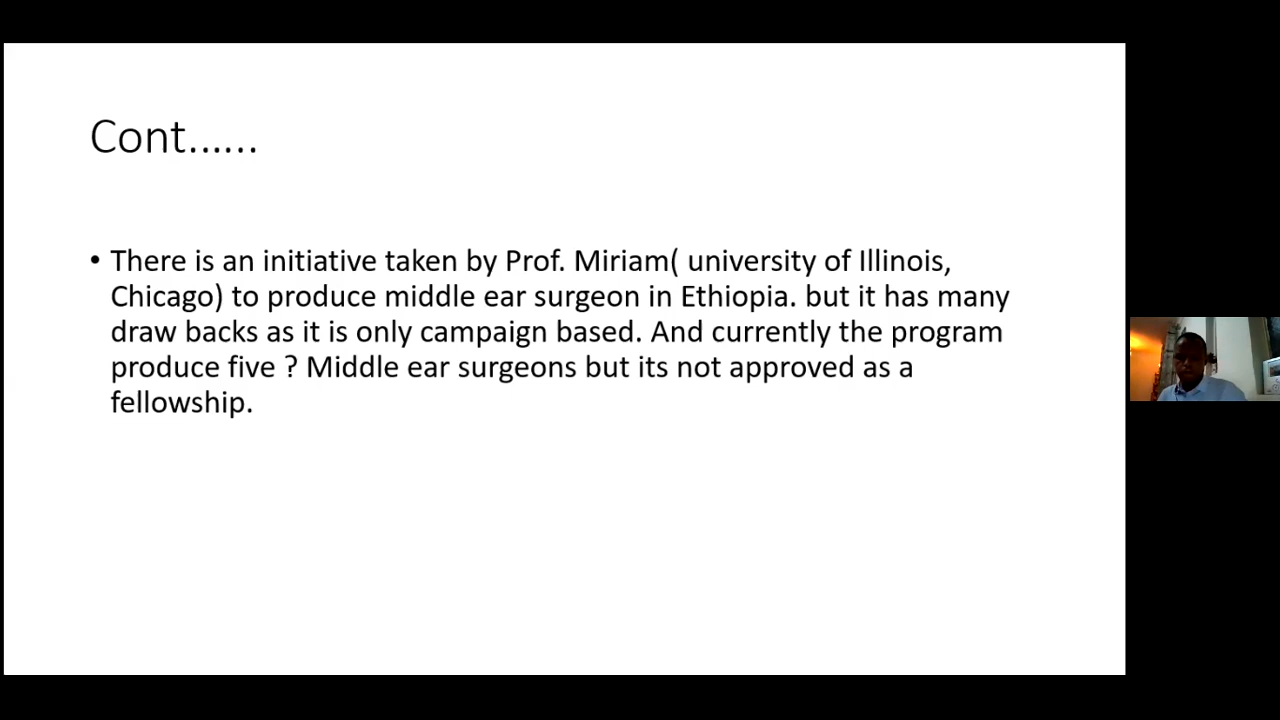 Cont......
• There is an initiative taken by Prof. Miriam( university of Illinois,
Chicago) to produce middle ear surgeon in Ethiopia. but it has many
draw backs as it is only campaign based. And currently the program
produce five ? Middle ear surgeons but its not approved as a
fellowship.